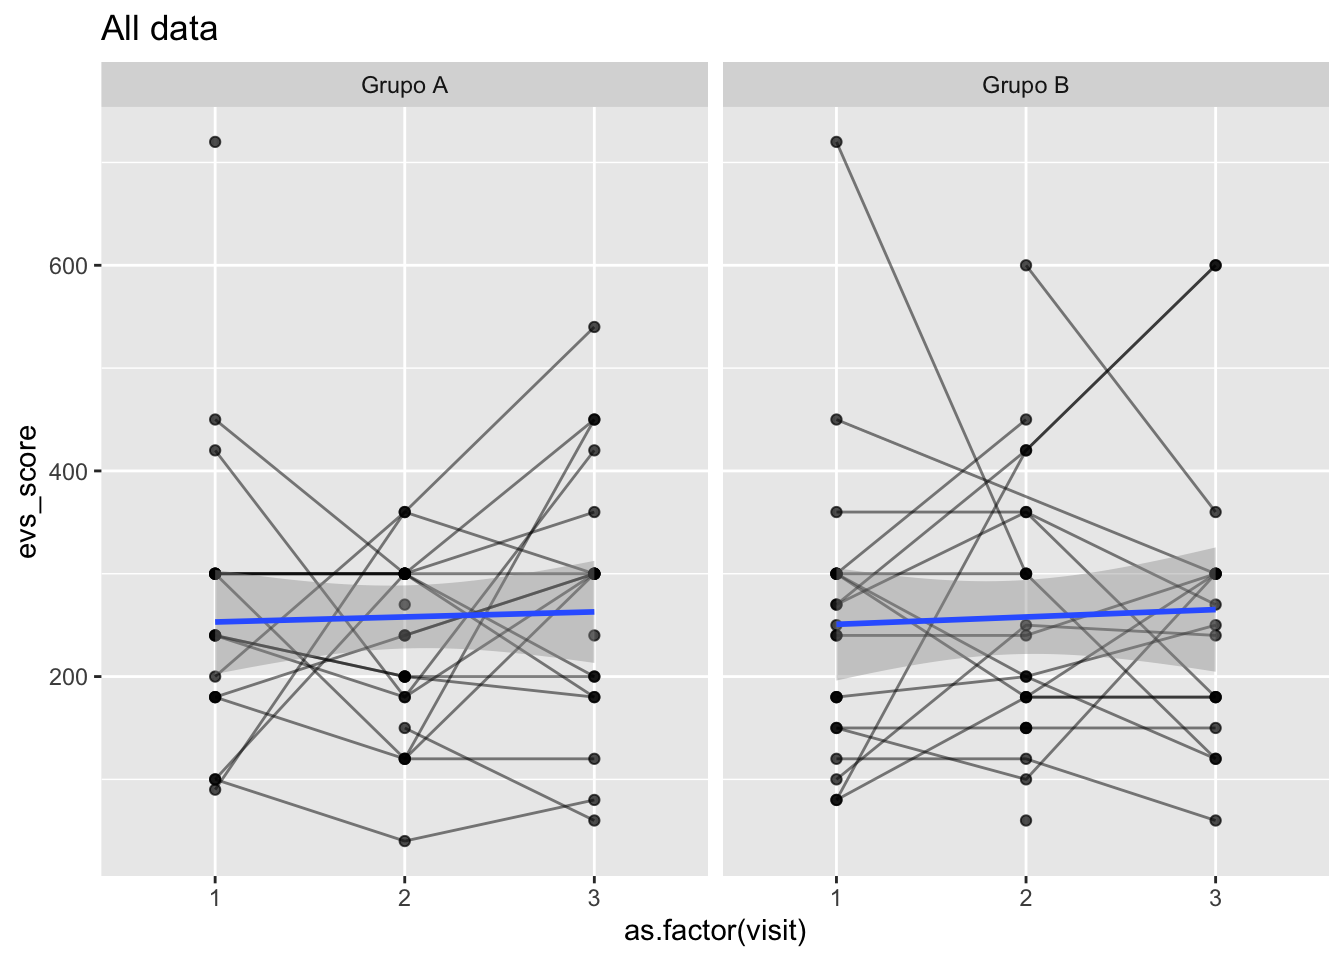 All data
Grupo A
Grupo B
600
400
200
evs_score
1
2
3
1
2
3
as.factor(visit)